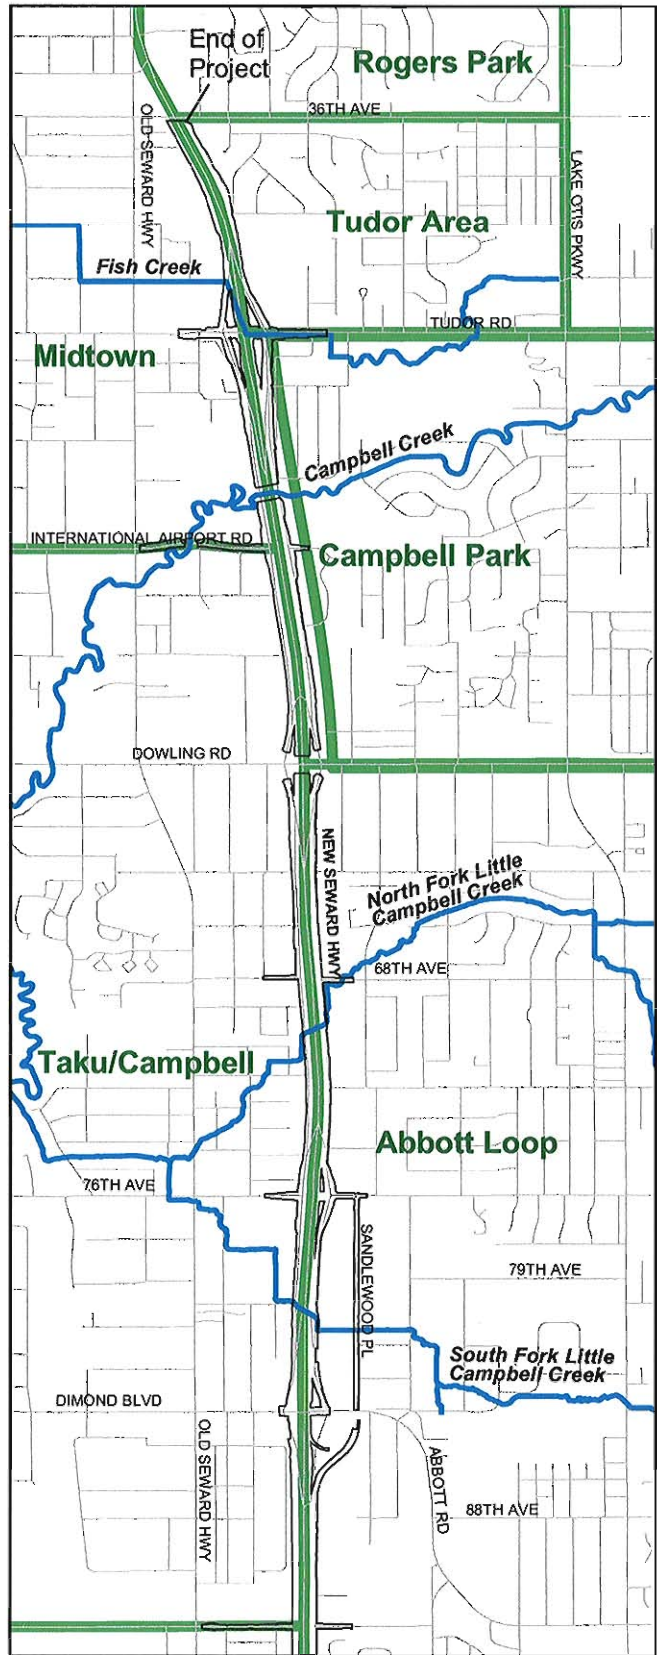 End of
Project
Rogers Park
36TH AVE
OLD SEWARD HWY
LAKE OTIS PKWY
Tudor Area
Fish Creek
TUDOR RD
Midtown
Campbell Creek
INTERNATIONAL AIRPORT RD
Campbell Park
DOWLING RD
NEW SEWARD HWY
North Fork Little
Campbell Creek
68TH AVE
Taku/Campbell
Abbott Loop
76TH AVE
SANDLEWOOD PL
79TH AVE
South Fork Little
Campbell Creek
DIMOND BLVD
OLD SEWARD HWY
ABBOTT RD
88TH AVE